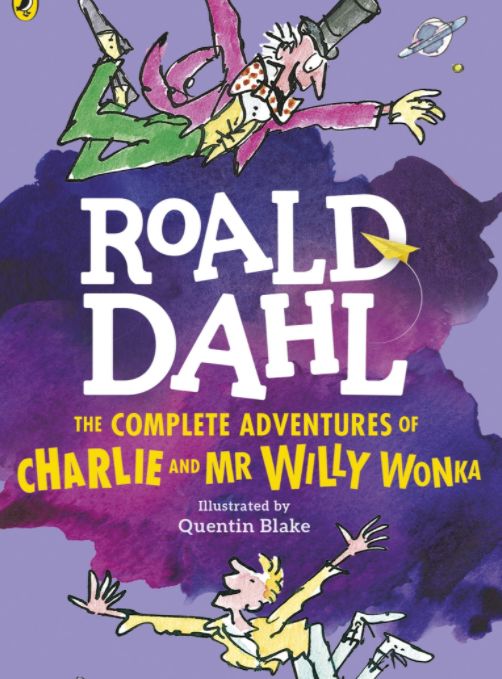 ROALD
DAHL
THE COMPLETE ADVENTURES OF
CHARLIE AND MR WILLY WONKA
Illustrated by
Quentin Blake